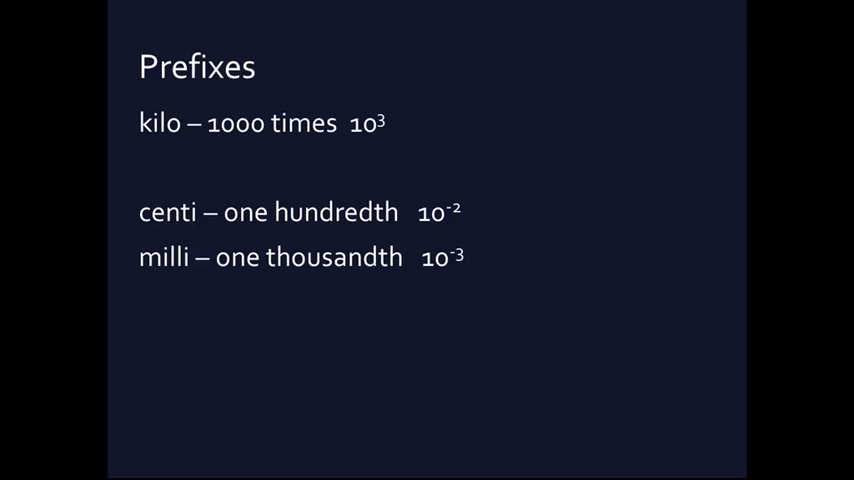 Prefixes
kilo – 1000 times 10³
centi – one hundredth 10⁻²
milli – one thousandth 10⁻³